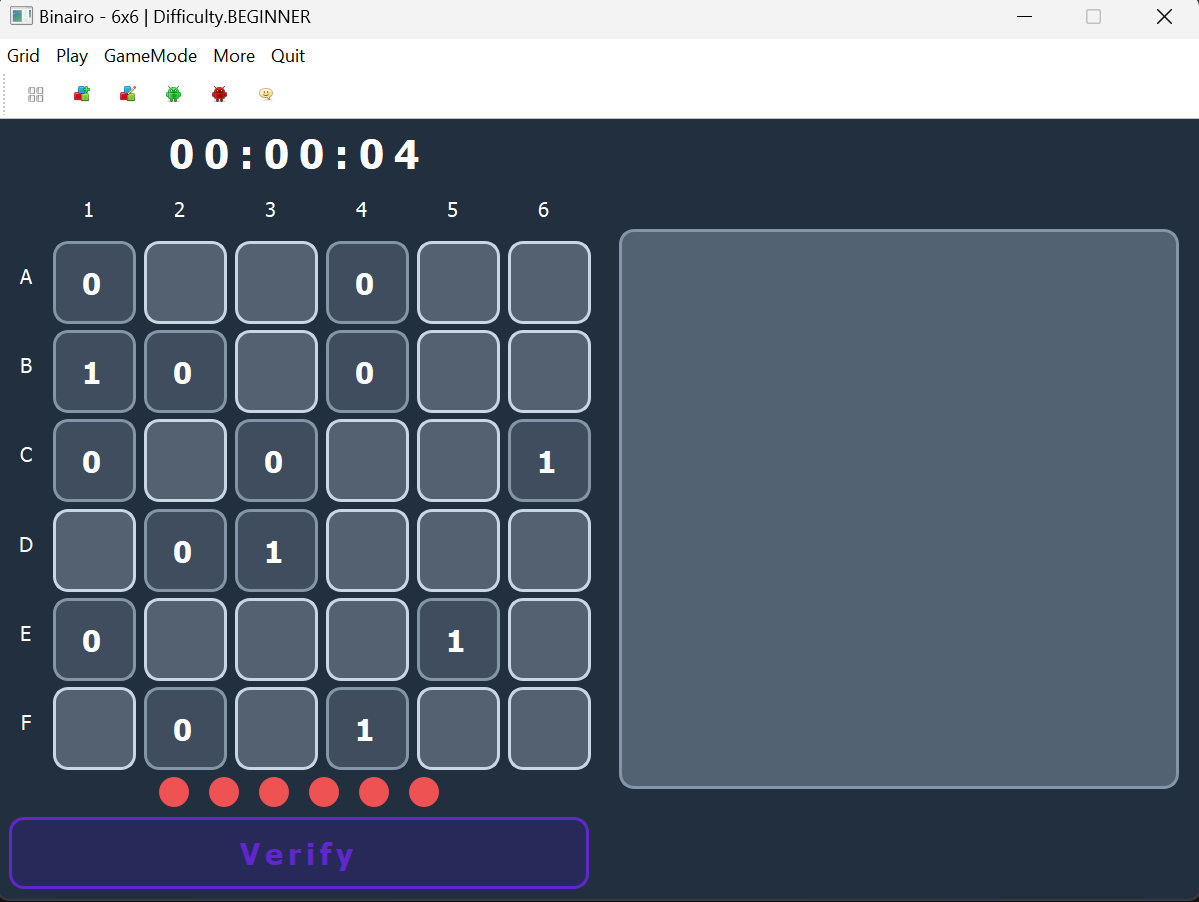 Binairo - 6x6 | Difficulty.BEGINNER
Grid Play GameMode More Quit
00:00:04
1 2 3 4 5 6
A 0 0
B 1 0 0
C 0 0 1
D 0 1
E 0 1
F 0 1
Verify